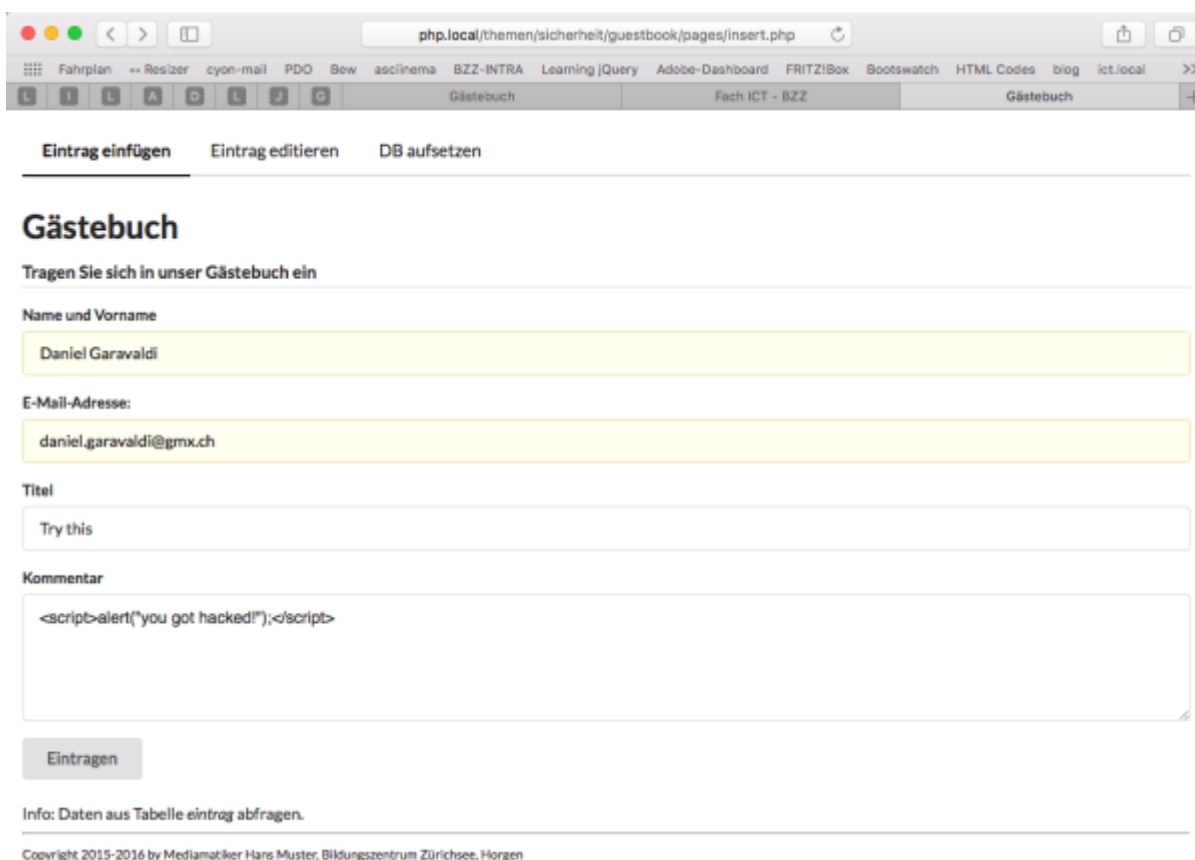 php.local/themen/sicherheit/guestbook/pages/insert.php
Fahrplan Resizer cyon-mail PDO Bew asciinema BZZ-INTRA Learning jQuery Adobe-Dashboard FRITZ!Box Bootswatch HTML Codes blog ict.local >>
L I L A D L J G Gästebuch Fach ICT - BZZ Gästebuch +
Eintrag einfügen Eintrag editieren DB aufsetzen
Gästebuch
Tragen Sie sich in unser Gästebuch ein
Name und Vorname
Daniel Garavaldi
E-Mail-Adresse:
daniel.garavaldi@gmx.ch
Titel
Try this
Kommentar
<script>alert("you got hacked!");</script>
Eintragen
Info: Daten aus Tabelle eintrag abfragen.
Copyright 2015-2016 by Mediamatiker Hans Muster, Bildungszentrum Zürichsee, Horgen